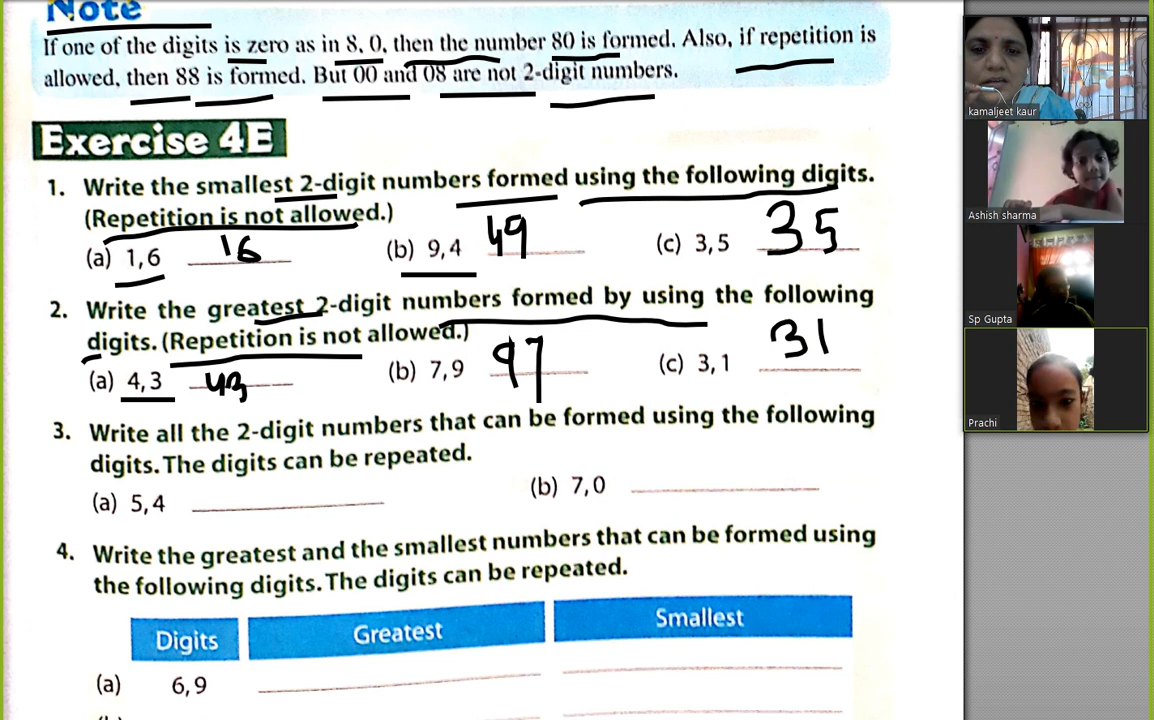 Note
If one of the digits is zero as in 8, 0, then the number 80 is formed. Also, if repetition is
allowed, then 88 is formed. But 00 and 08 are not 2-digit numbers.
Exercise 4E
1. Write the smallest 2-digit numbers formed using the following digits.
(Repetition is not allowed.)
(a) 1,6 16 (b) 9,4 49 (c) 3,5 35
2. Write the greatest 2-digit numbers formed by using the following
digits. (Repetition is not allowed.)
(a) 4,3 43 (b) 7,9 97 (c) 3,1 31
3. Write all the 2-digit numbers that can be formed using the following
digits. The digits can be repeated.
(a) 5,4 (b) 7,0
4. Write the greatest and the smallest numbers that can be formed using
the following digits. The digits can be repeated.
Digits Greatest Smallest
(a) 6,9
kamaljeet kaur
Ashish sharma
Sp Gupta
Prachi